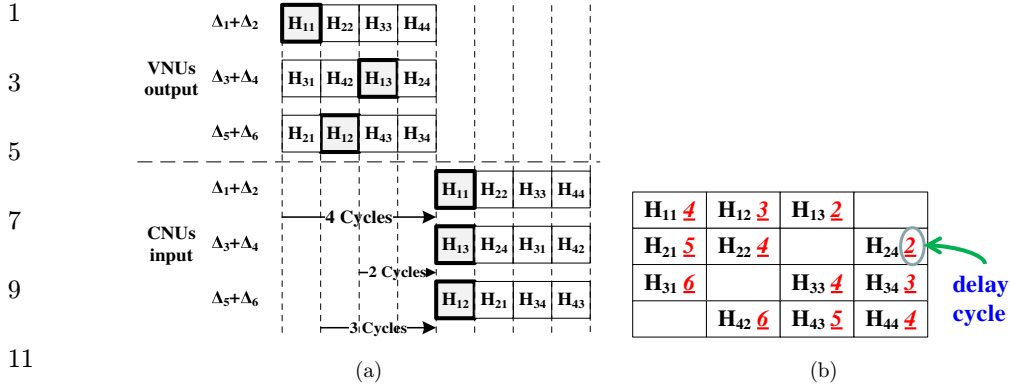 1
Δ1+Δ2 H11 H22 H33 H44
3
VNUs output
Δ3+Δ4 H31 H42 H13 H24
5
Δ5+Δ6 H21 H12 H43 H34
Δ1+Δ2 H11 H22 H33 H44
7
4 Cycles
CNUs input
Δ3+Δ4 H13 H24 H31 H42
2 Cycles
9
Δ5+Δ6 H12 H21 H34 H43
3 Cycles
11
(a)
H11 4 H12 3 H13 2
H21 5 H22 4 H24 2
H31 6 H33 4 H34 3
H42 6 H43 5 H44 4
delay
cycle
(b)